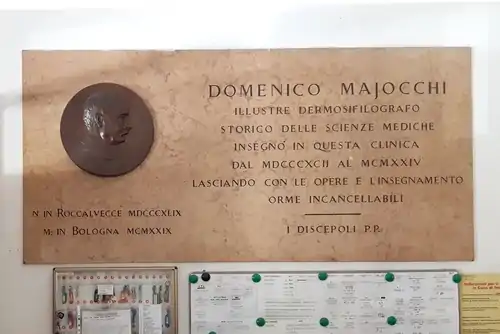 DOMENICO MAJOCCHI
ILLUSTRE DERMOSIFILOGRAFO
STORICO DELLE SCIENZE MEDICHE
INSEGNÒ IN QUESTA CLINICA
DAL MDCCCXCII AL MCMXXIV
LASCIANDO CON LE OPERE E L'INSEGNAMENTO
ORME INCANCELLABILI
I DISCEPOLI P.P.
N. IN ROCCALVECCE MDCCCXLIX
M. IN BOLOGNA MCMXXIX